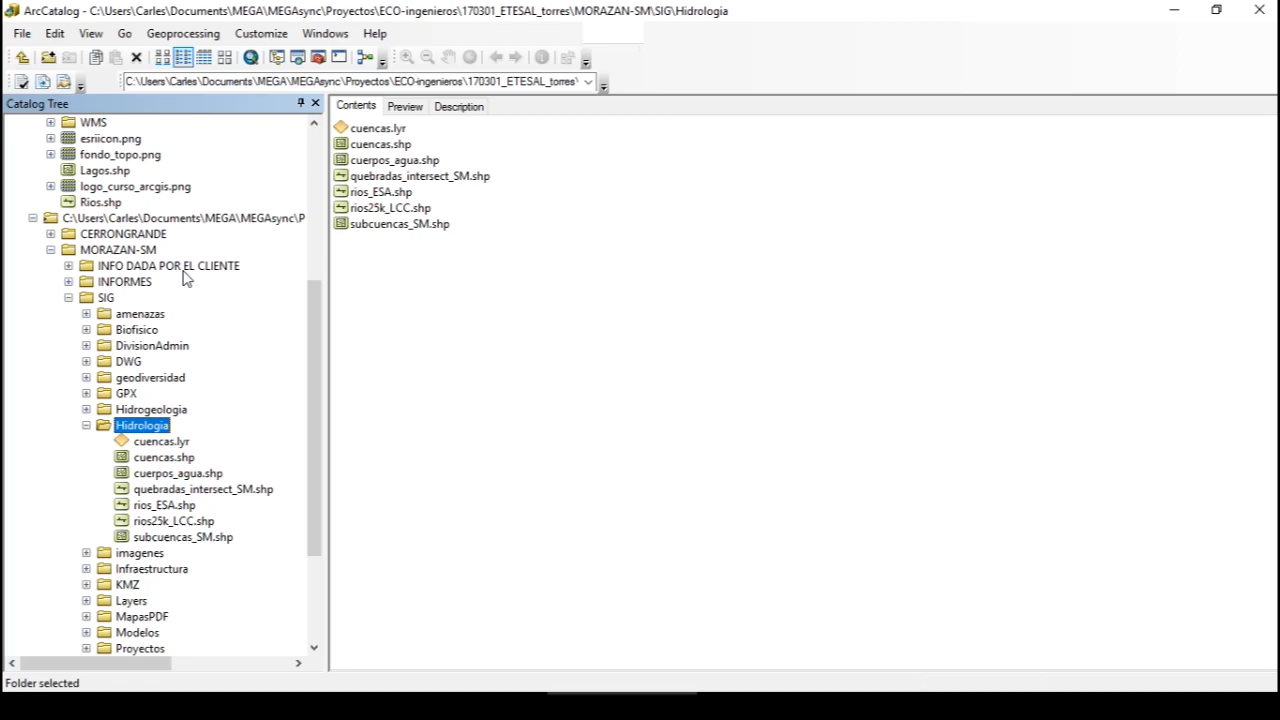 ArcCatalog - C:\Users\Carles\Documents\MEGA\MEGAsync\Proyectos\ECO-ingenieros\170301_ETESAL_torres\MORAZAN-SM\SIG\Hidrologia
File Edit View Go Geoprocessing Customize Windows Help
C:\Users\Carles\Documents\MEGA\MEGAsync\Proyectos\ECO-ingenieros\170301_ETESAL_torres\
Catalog Tree
WMS
esriicon.png
fondo_topo.png
Lagos.shp
logo_curso_arcgis.png
Rios.shp
C:\Users\Carles\Documents\MEGA\MEGAsync\P
CERRONGRANDE
MORAZAN-SM
INFO DADA POR EL CLIENTE
INFORMES
SIG
amenazas
Biofisico
DivisionAdmin
DWG
geodiversidad
GPX
Hidrogeologia
Hidrologia
cuencas.lyr
cuencas.shp
cuerpos_agua.shp
quebradas_intersect_SM.shp
rios_ESA.shp
rios25k_LCC.shp
subcuencas_SM.shp
imagenes
Infraestructura
KMZ
Layers
MapasPDF
Modelos
Proyectos
Contents Preview Description
cuencas.lyr
cuencas.shp
cuerpos_agua.shp
quebradas_intersect_SM.shp
rios_ESA.shp
rios25k_LCC.shp
subcuencas_SM.shp
Folder selected